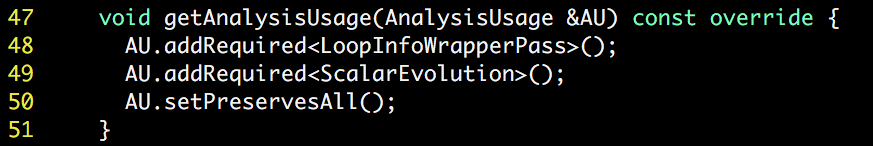 47     void getAnalysisUsage(AnalysisUsage &AU) const override {
48       AU.addRequired<LoopInfoWrapperPass>();
49       AU.addRequired<ScalarEvolution>();
50       AU.setPreservesAll();
51     }